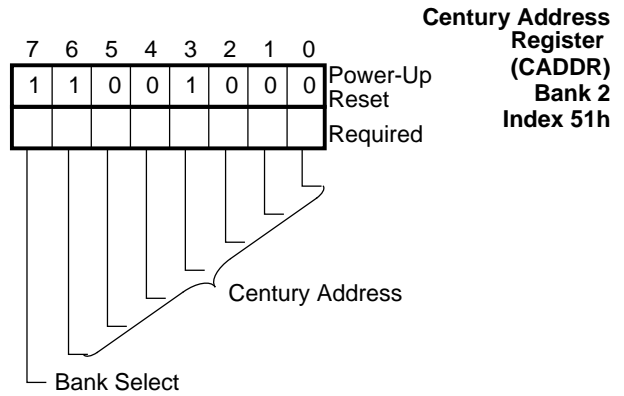 Century Address
Register
(CADDR)
Bank 2
Index 51h
7 6 5 4 3 2 1 0
1 1 0 0 1 0 0 0 Power-Up
Reset
Required
Century Address
Bank Select